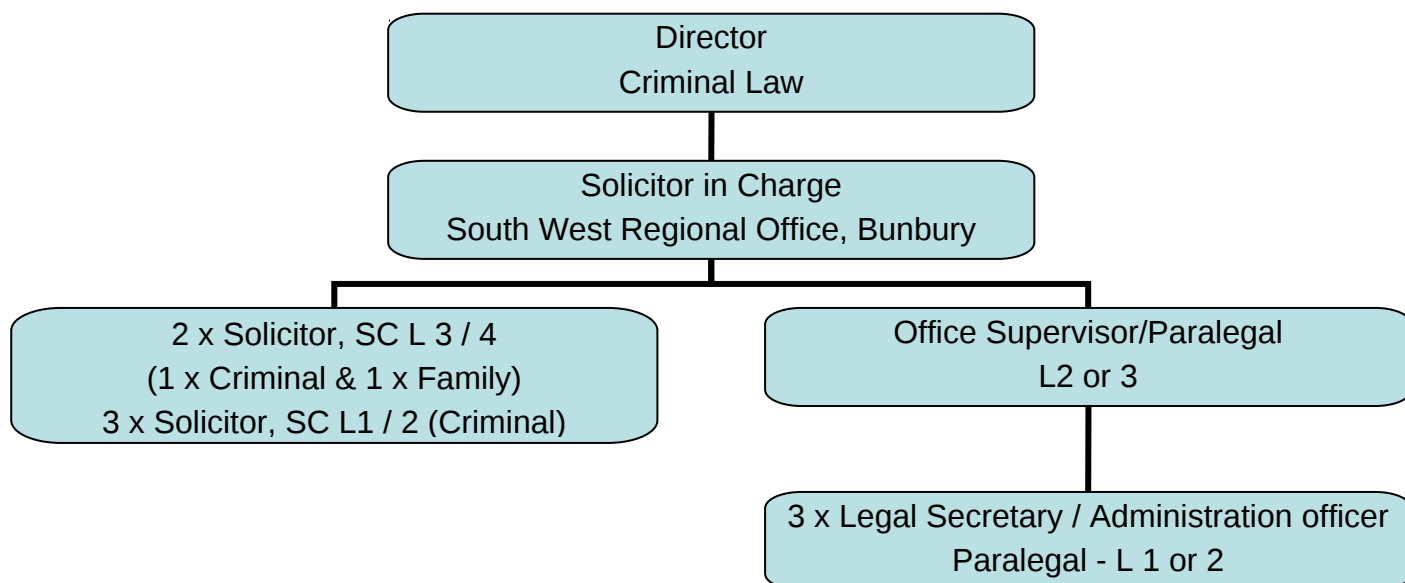 Director
Criminal Law
Solicitor in Charge
South West Regional Office, Bunbury
2 x Solicitor, SC L 3 / 4
(1 x Criminal & 1 x Family)
3 x Solicitor, SC L1 / 2 (Criminal)
Office Supervisor/Paralegal
L2 or 3
3 x Legal Secretary / Administration officer
Paralegal - L 1 or 2